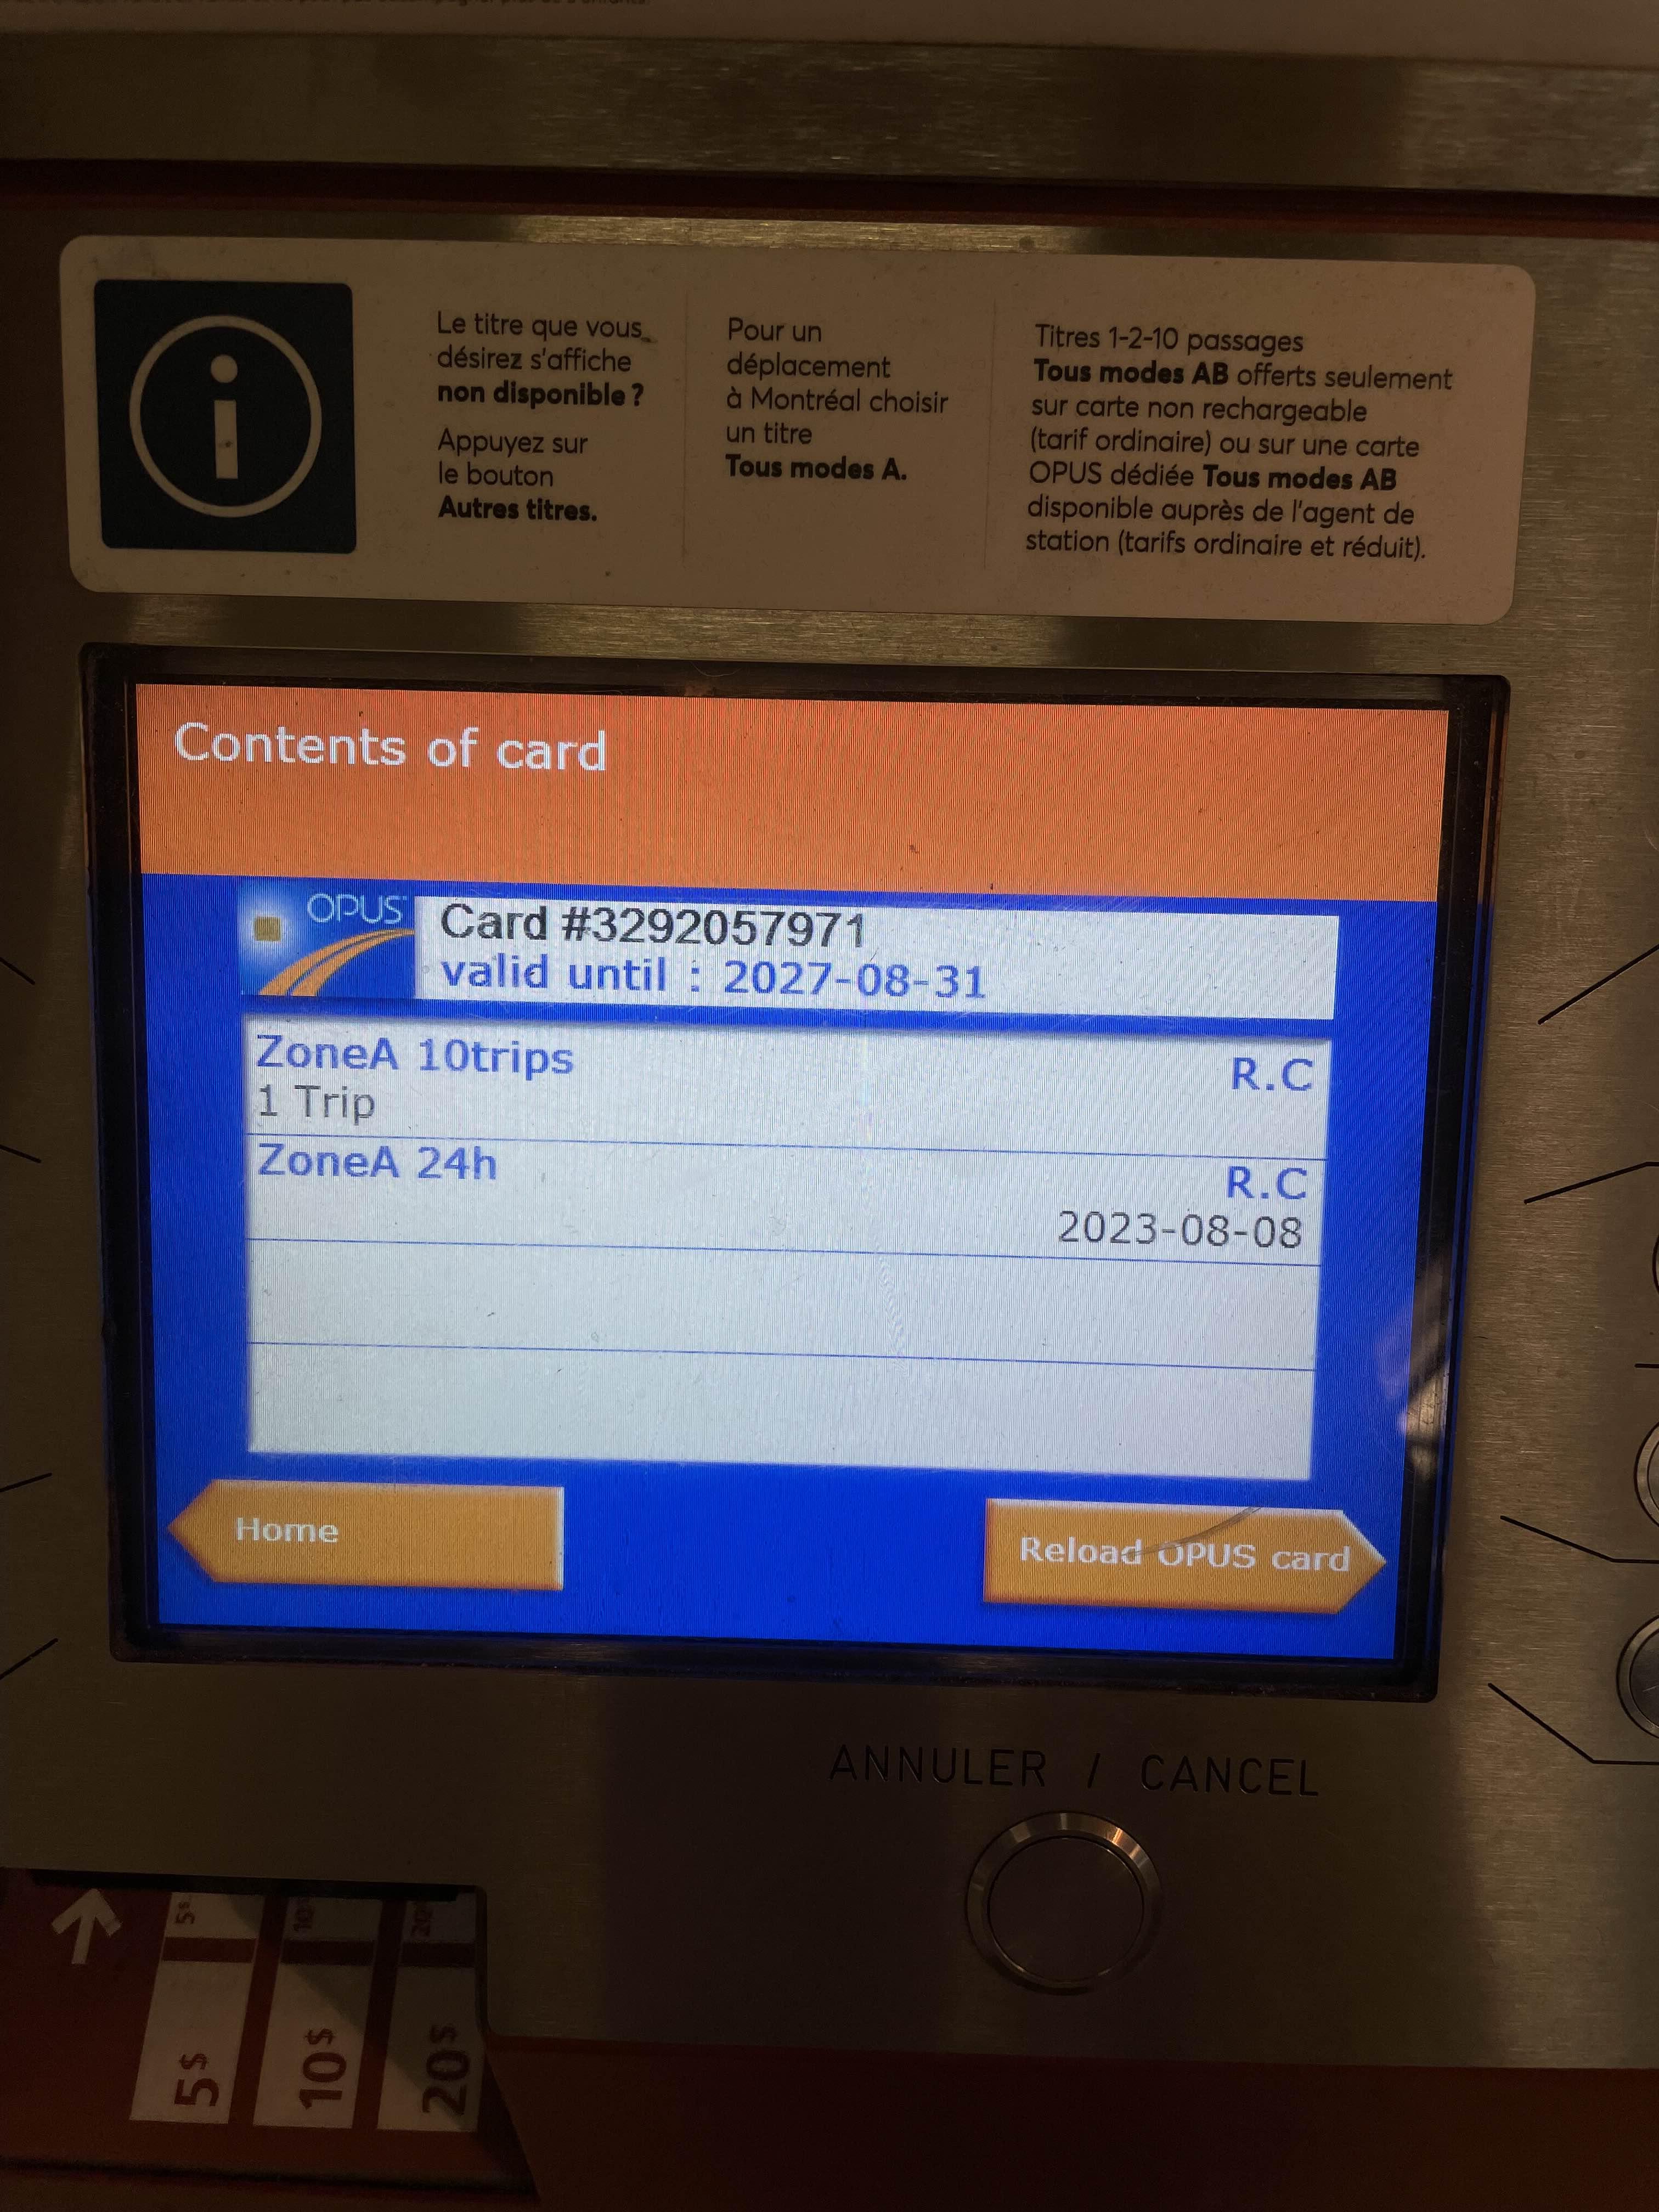 Le titre que vous
désirez s'affiche
non disponible ?
Appuyez sur
le bouton
Autres titres.
Pour un
déplacement
à Montréal choisir
un titre
Tous modes A.
Titres 1-2-10 passages
Tous modes AB offerts seulement
sur carte non rechargeable
(tarif ordinaire) ou sur une carte
OPUS dédiée Tous modes AB
disponible auprès de l'agent de
station (tarifs ordinaire et réduit).
Contents of card
OPUS
Card #3292057971
valid until : 2027-08-31
ZoneA 10trips R.C
1 Trip
ZoneA 24h R.C
2023-08-08
Home
Reload OPUS card
ANNULER / CANCEL
5$ 10$ 20$
5$
10$
20$